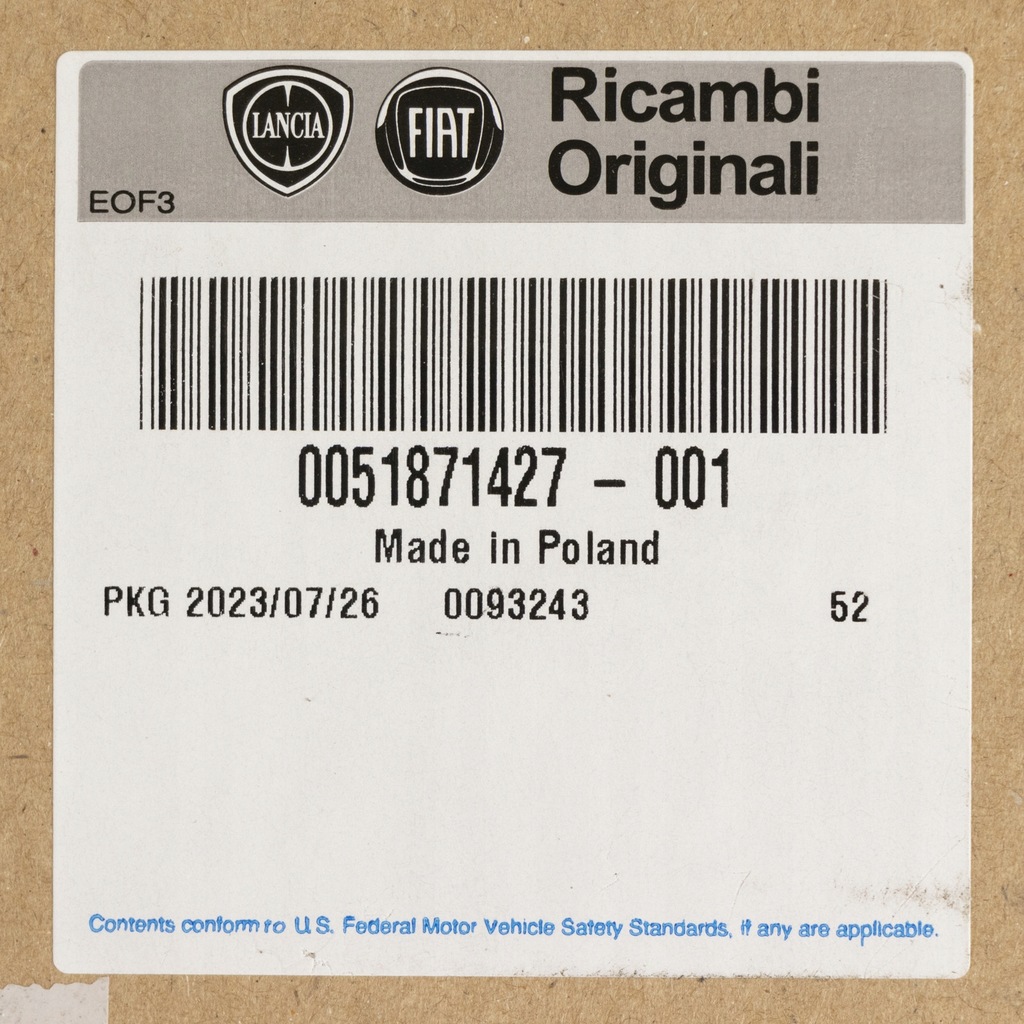 LANCIA FIAT Ricambi
Originali
EOF3
0051871427 - 001
Made in Poland
PKG 2023/07/26 0093243 52
Contents conform to U.S. Federal Motor Vehicle Safety Standards, if any are applicable.